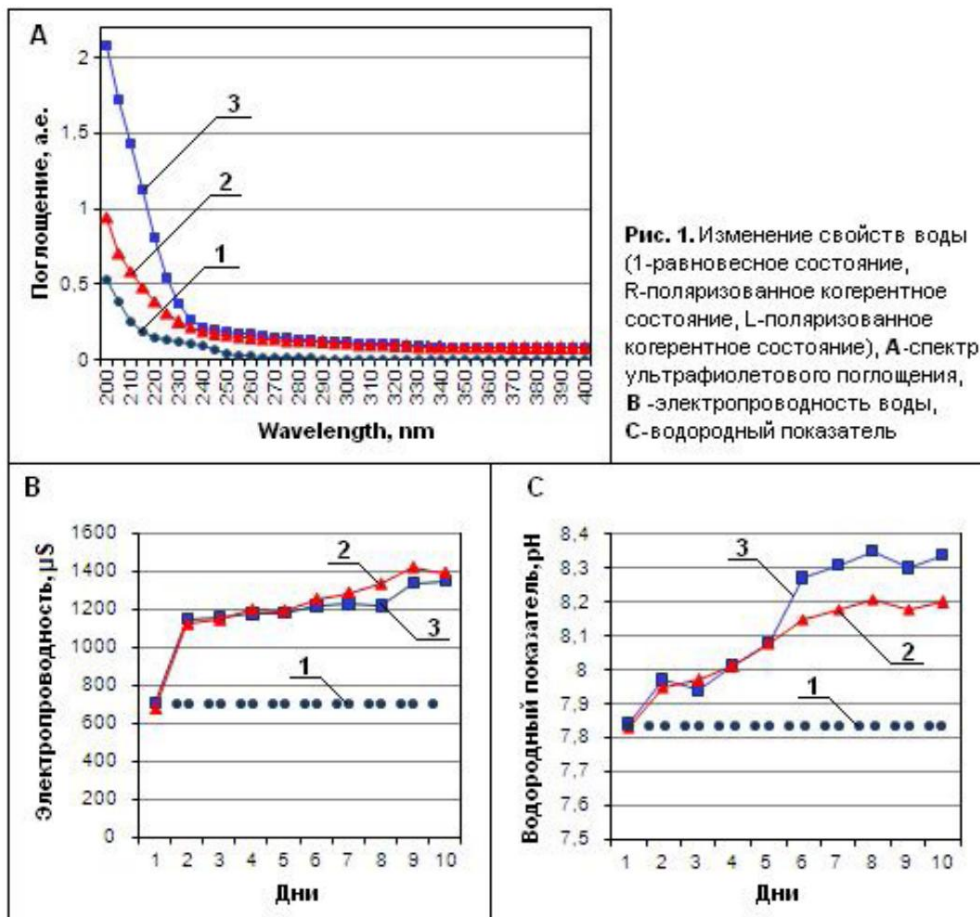 A
Поглощение, а.е.
2
1.5
1
0.5
0
3
2
1
200 210 220 230 240 250 260 270 280 290 300 310 320 330 340 350 360 370 380 390 400
Wavelength, nm
Рис. 1. Изменение свойств воды
(1-равновесное состояние,
R-поляризованное когерентное
состояние, L-поляризованное
когерентное состояние), А-спектр
ультрафиолетового поглощения,
В -электропроводность воды,
С-водородный показатель
В
Электропроводность, µS
1600
1400
1200
1000
800
600
400
200
0
2
3
1
1 2 3 4 5 6 7 8 9 10
Дни
С
Водородный показатель, pH
8,4
8,3
8,2
8,1
8
7,9
7,8
7,7
7,6
7,5
3
2
1
1 2 3 4 5 6 7 8 9 10
Дни